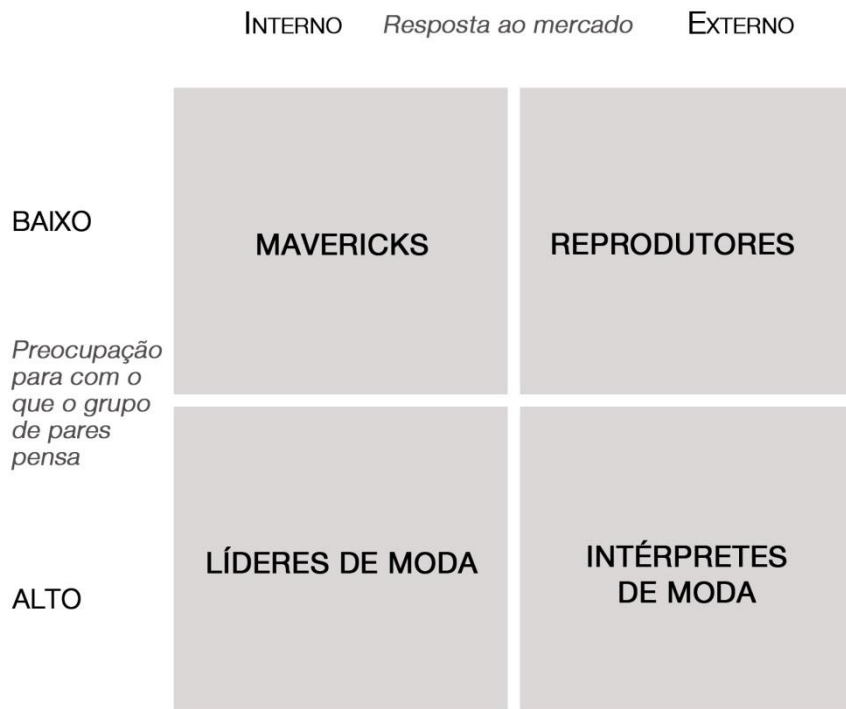 INTERNO Resposta ao mercado EXTERNO
BAIXO
MAVERICKS
REPRODUTORES
Preocupação
para com o
que o grupo
de pares
pensa
ALTO
LÍDERES DE MODA
INTÉRPRETES
DE MODA